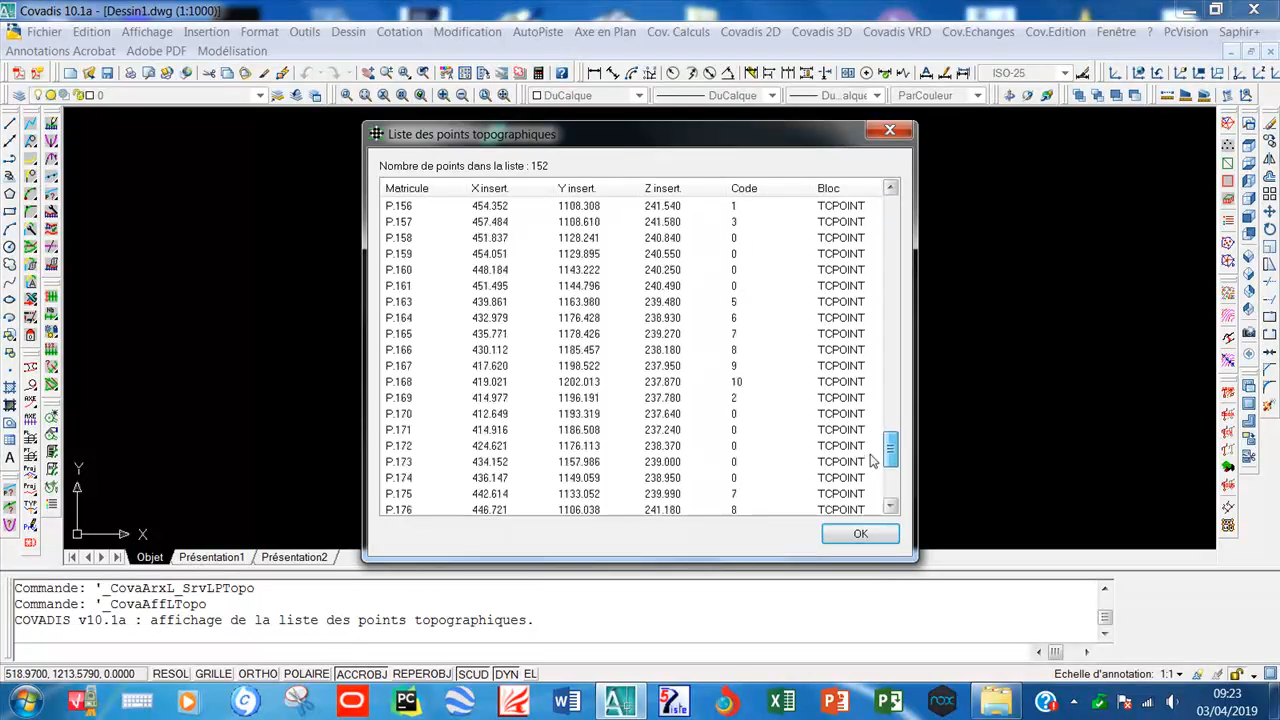 Covadis 10.1a - [Dessin1.dwg (1:1000)]
Fichier Edition Affichage Insertion Format Outils Dessin Cotation Modification AutoPiste Axe en Plan Cov. Calculs Covadis 2D Covadis 3D Covadis VRD Cov.Echanges Cov.Edition Fenêtre ? PcVision Saphir+
Annotations Acrobat Adobe PDF Modélisation
ISO-25
0 DuCalque DuCalque Du...alque ParCouleur
Liste des points topographiques
Nombre de points dans la liste : 152
Matricule X insert. Y insert. Z insert. Code Bloc
P.156 454.352 1108.308 241.540 1 TCPOINT
P.157 457.484 1108.610 241.580 3 TCPOINT
P.158 451.837 1128.241 240.840 0 TCPOINT
P.159 454.051 1129.895 240.550 0 TCPOINT
P.160 448.184 1143.222 240.250 0 TCPOINT
P.161 451.495 1144.796 240.490 0 TCPOINT
P.163 439.861 1163.980 239.480 5 TCPOINT
P.164 432.979 1176.428 238.930 6 TCPOINT
P.165 435.771 1178.426 239.270 7 TCPOINT
P.166 430.112 1185.457 238.180 8 TCPOINT
P.167 417.620 1198.522 237.950 9 TCPOINT
P.168 419.021 1202.013 237.870 10 TCPOINT
P.169 414.977 1196.191 237.780 2 TCPOINT
P.170 412.649 1193.319 237.640 0 TCPOINT
P.171 414.916 1186.508 237.240 0 TCPOINT
P.172 424.621 1176.113 238.370 0 TCPOINT
P.173 434.152 1157.986 239.000 0 TCPOINT
P.174 436.147 1149.059 238.950 0 TCPOINT
P.175 442.614 1133.052 239.990 7 TCPOINT
P.176 446.721 1106.038 241.180 8 TCPOINT
OK
Y
X
Objet Présentation1 Présentation2
Commande: '_CovaArxL_SrvLPTopo
Commande: '_CovaAffLTopo
COVADIS v10.1a : affichage de la liste des points topographiques.
518.9700, 1213.5790, 0.0000 RESOL GRILLE ORTHO POLAIRE ACCROBJ REPEROBJ SCUD DYN EL Echelle d'annotation: 1:1
09:23
03/04/2019